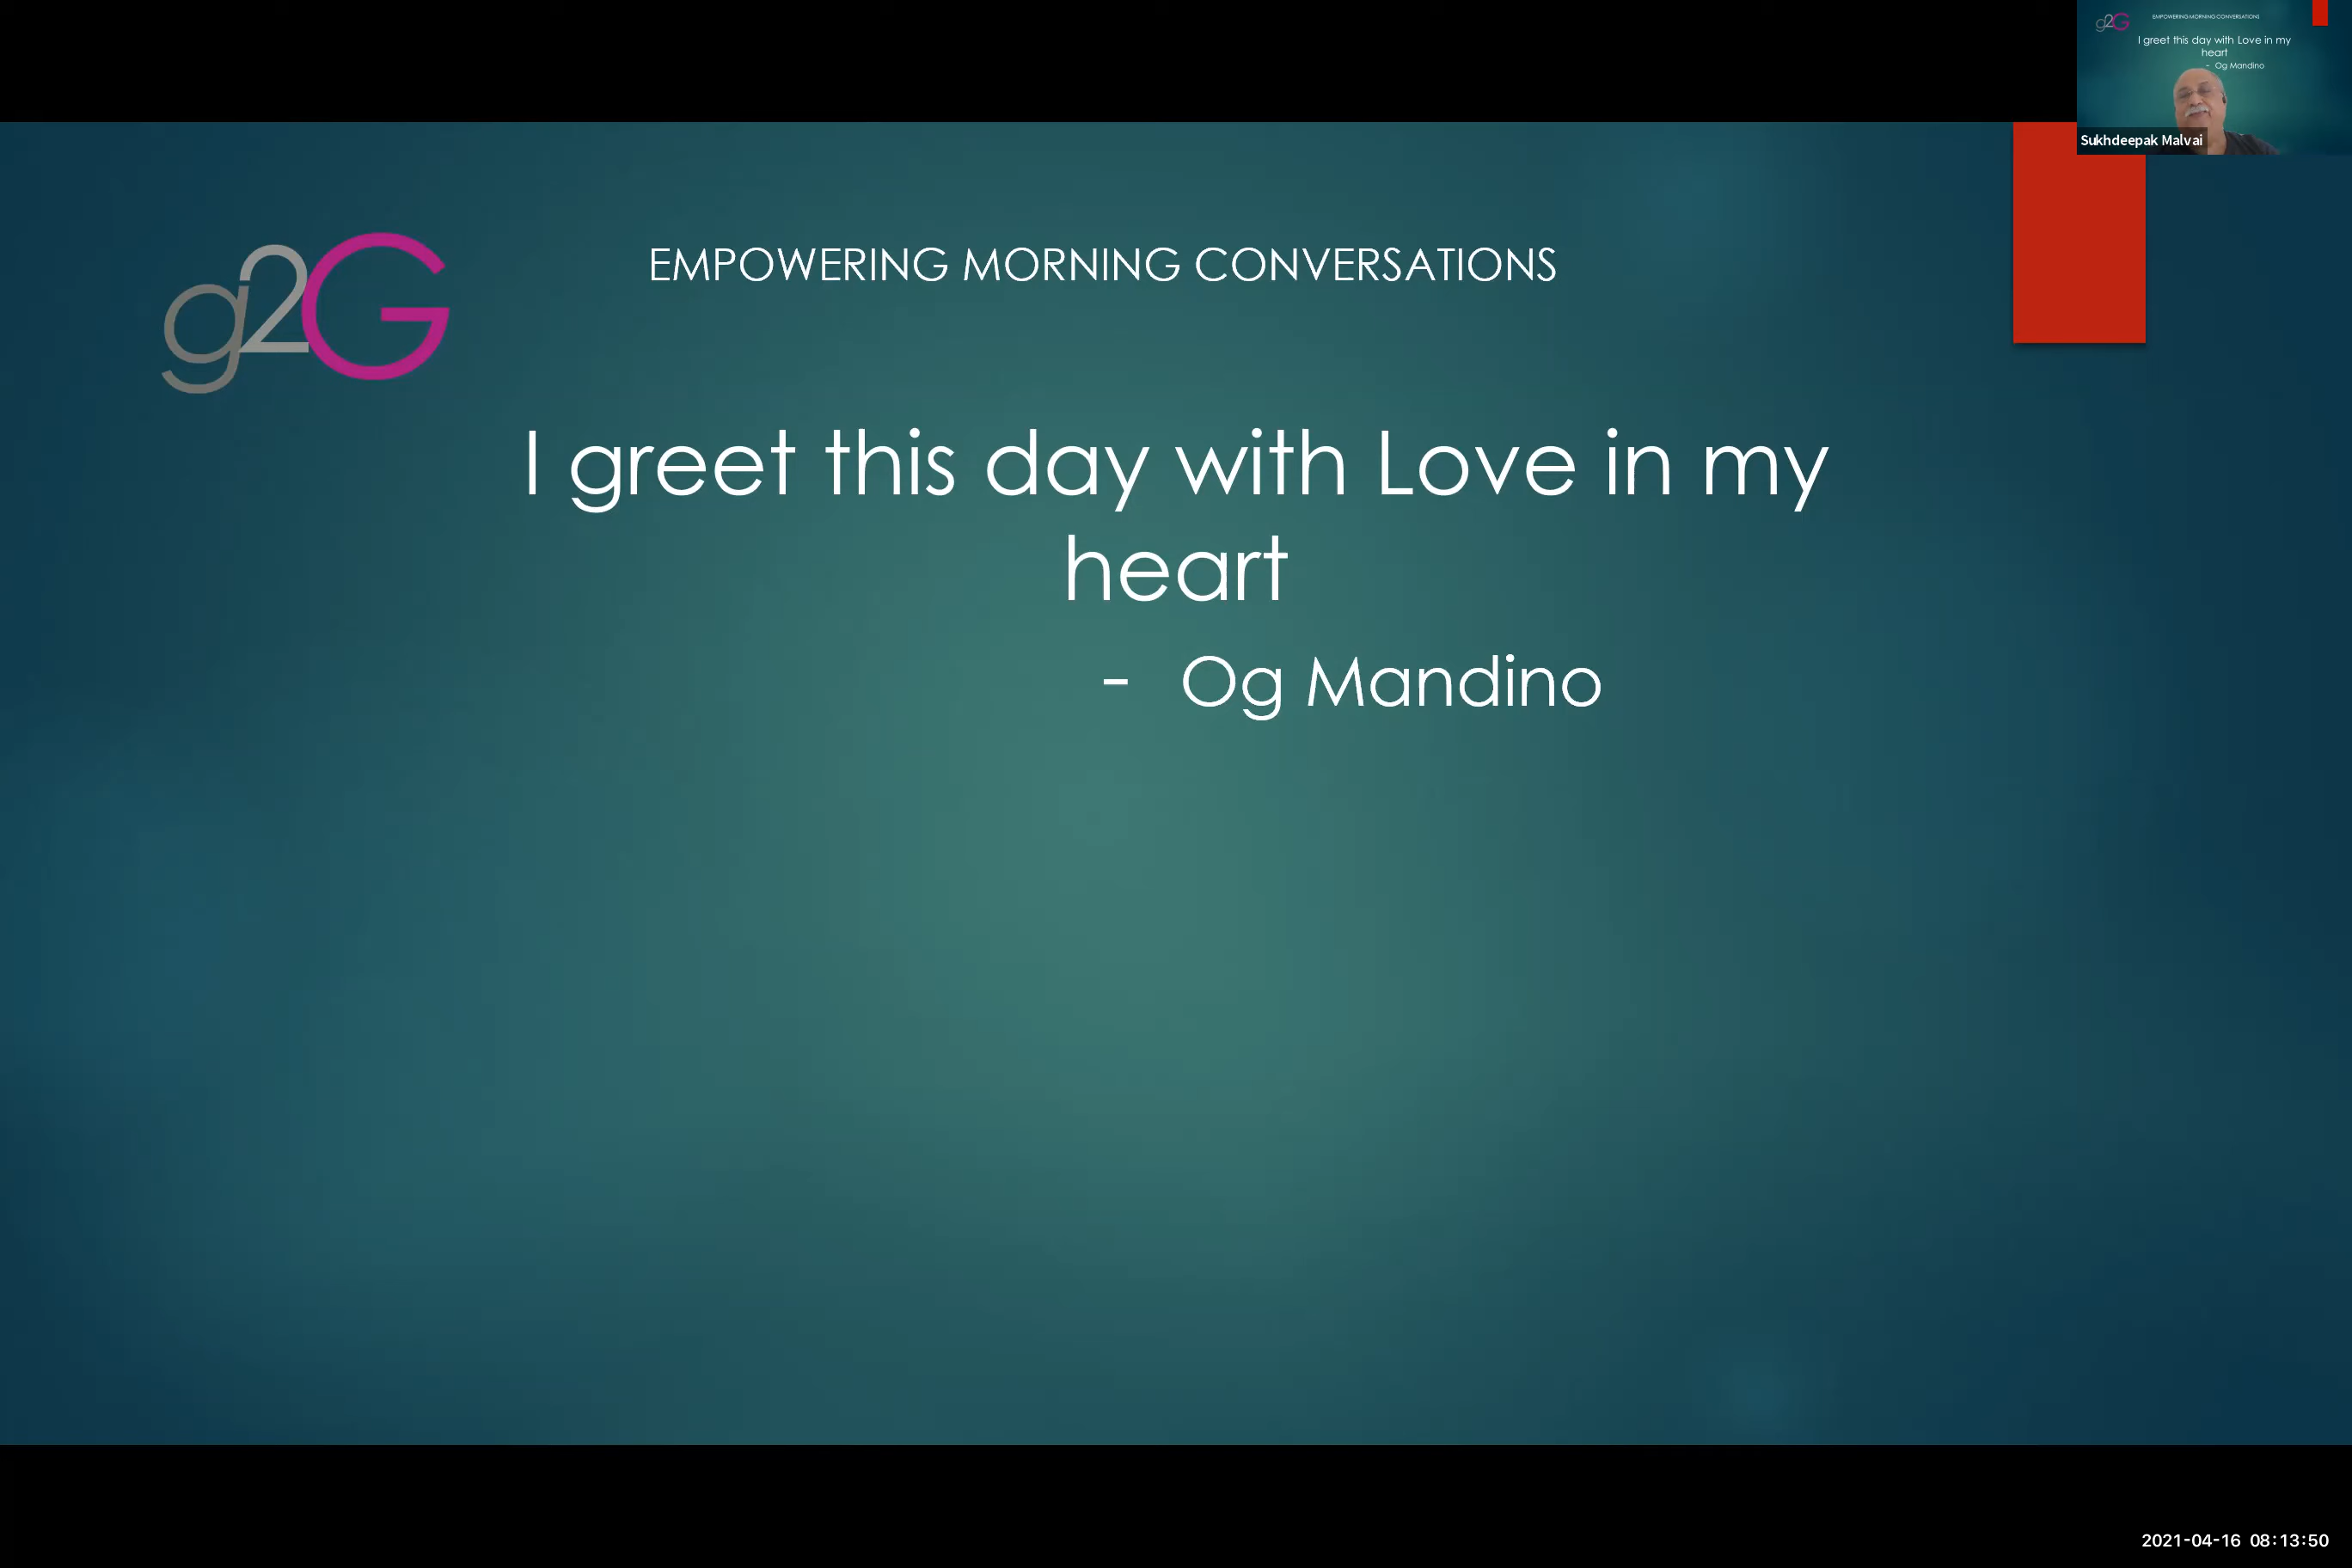 EMPOWERING MORNING CONVERSATIONS
I greet this day with Love in my
heart
- Og Mandino
Sukhdeepak Malvai
g2G
EMPOWERING MORNING CONVERSATIONS
I greet this day with Love in my
heart
- Og Mandino
2021-04-16 08:13:50